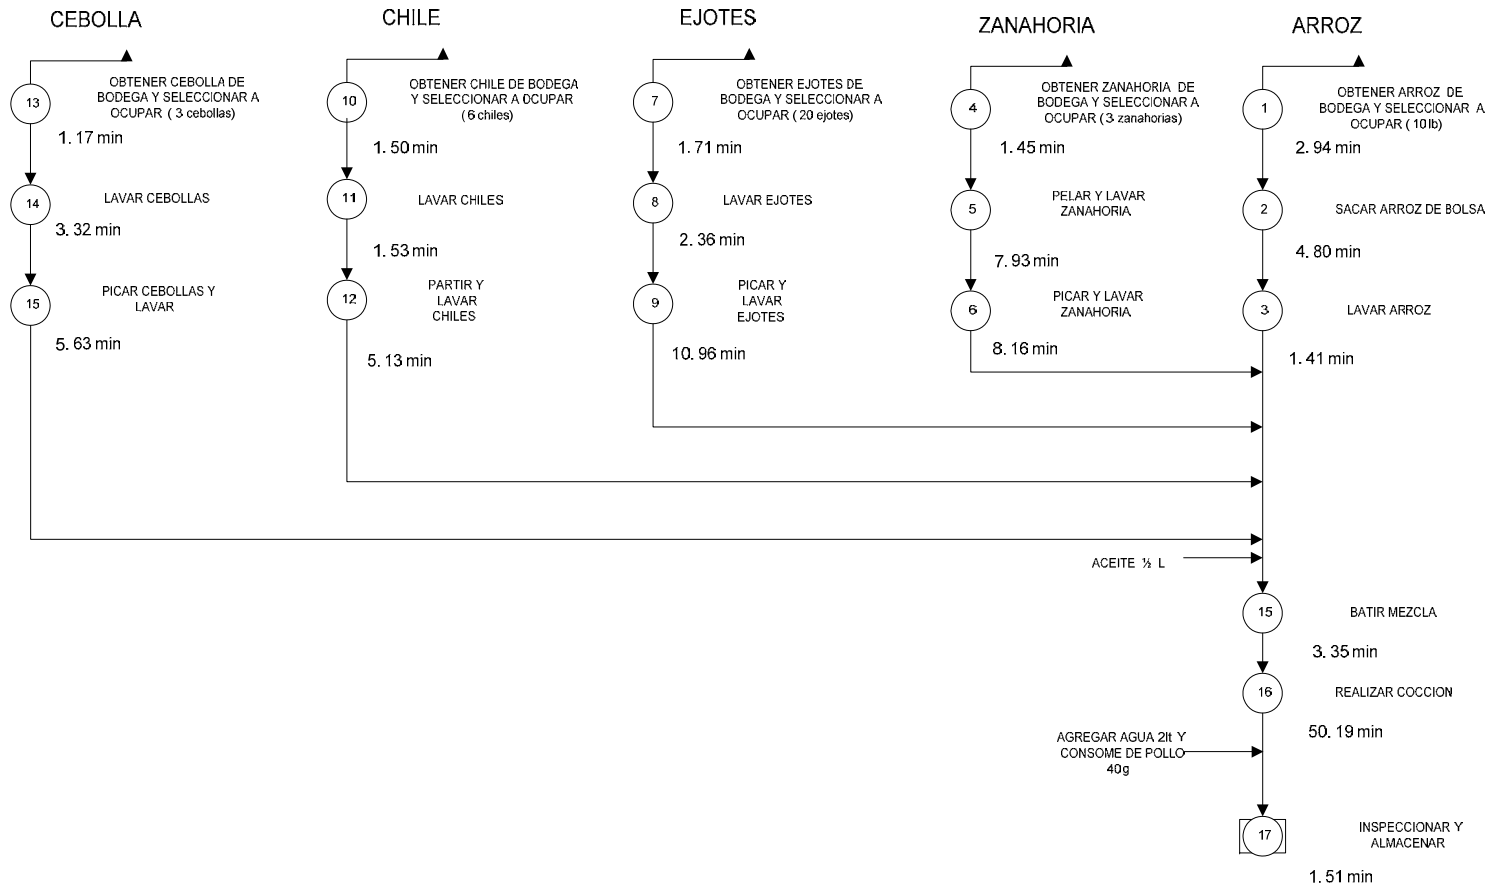 CEBOLLA
13
OBTENER CEBOLLA DE
BODEGA Y SELECCIONAR A
OCUPAR ( 3 cebollas)
1. 17 min
14
LAVAR CEBOLLAS
3. 32 min
15
PICAR CEBOLLAS Y
LAVAR
5. 63 min
CHILE
10
OBTENER CHILE DE BODEGA
Y SELECCIONAR A OCUPAR
( 6 chiles)
1. 50 min
11
LAVAR CHILES
1. 53 min
12
PARTIR Y
LAVAR
CHILES
5. 13 min
EJOTES
7
OBTENER EJOTES DE
BODEGA Y SELECCIONAR A
OCUPAR ( 20 ejotes)
1. 71 min
8
LAVAR EJOTES
2. 36 min
9
PICAR Y
LAVAR
EJOTES
10. 96 min
ZANAHORIA
4
OBTENER ZANAHORIA DE
BODEGA Y SELECCIONAR A
OCUPAR ( 3 zanahorias)
1. 45 min
5
PELAR Y LAVAR
ZANAHORIA
7. 93 min
6
PICAR Y LAVAR
ZANAHORIA
8. 16 min
ARROZ
1
OBTENER ARROZ DE
BODEGA Y SELECCIONAR A
OCUPAR ( 10 lb)
2. 94 min
2
SACAR ARROZ DE BOLSA
4. 80 min
3
LAVAR ARROZ
1. 41 min
ACEITE ½ L
15
BATIR MEZCLA
3. 35 min
16
REALIZAR COCCION
50. 19 min
AGREGAR AGUA 2lt Y
CONSOME DE POLLO
40g
17
INSPECCIONAR Y
ALMACENAR
1. 51 min